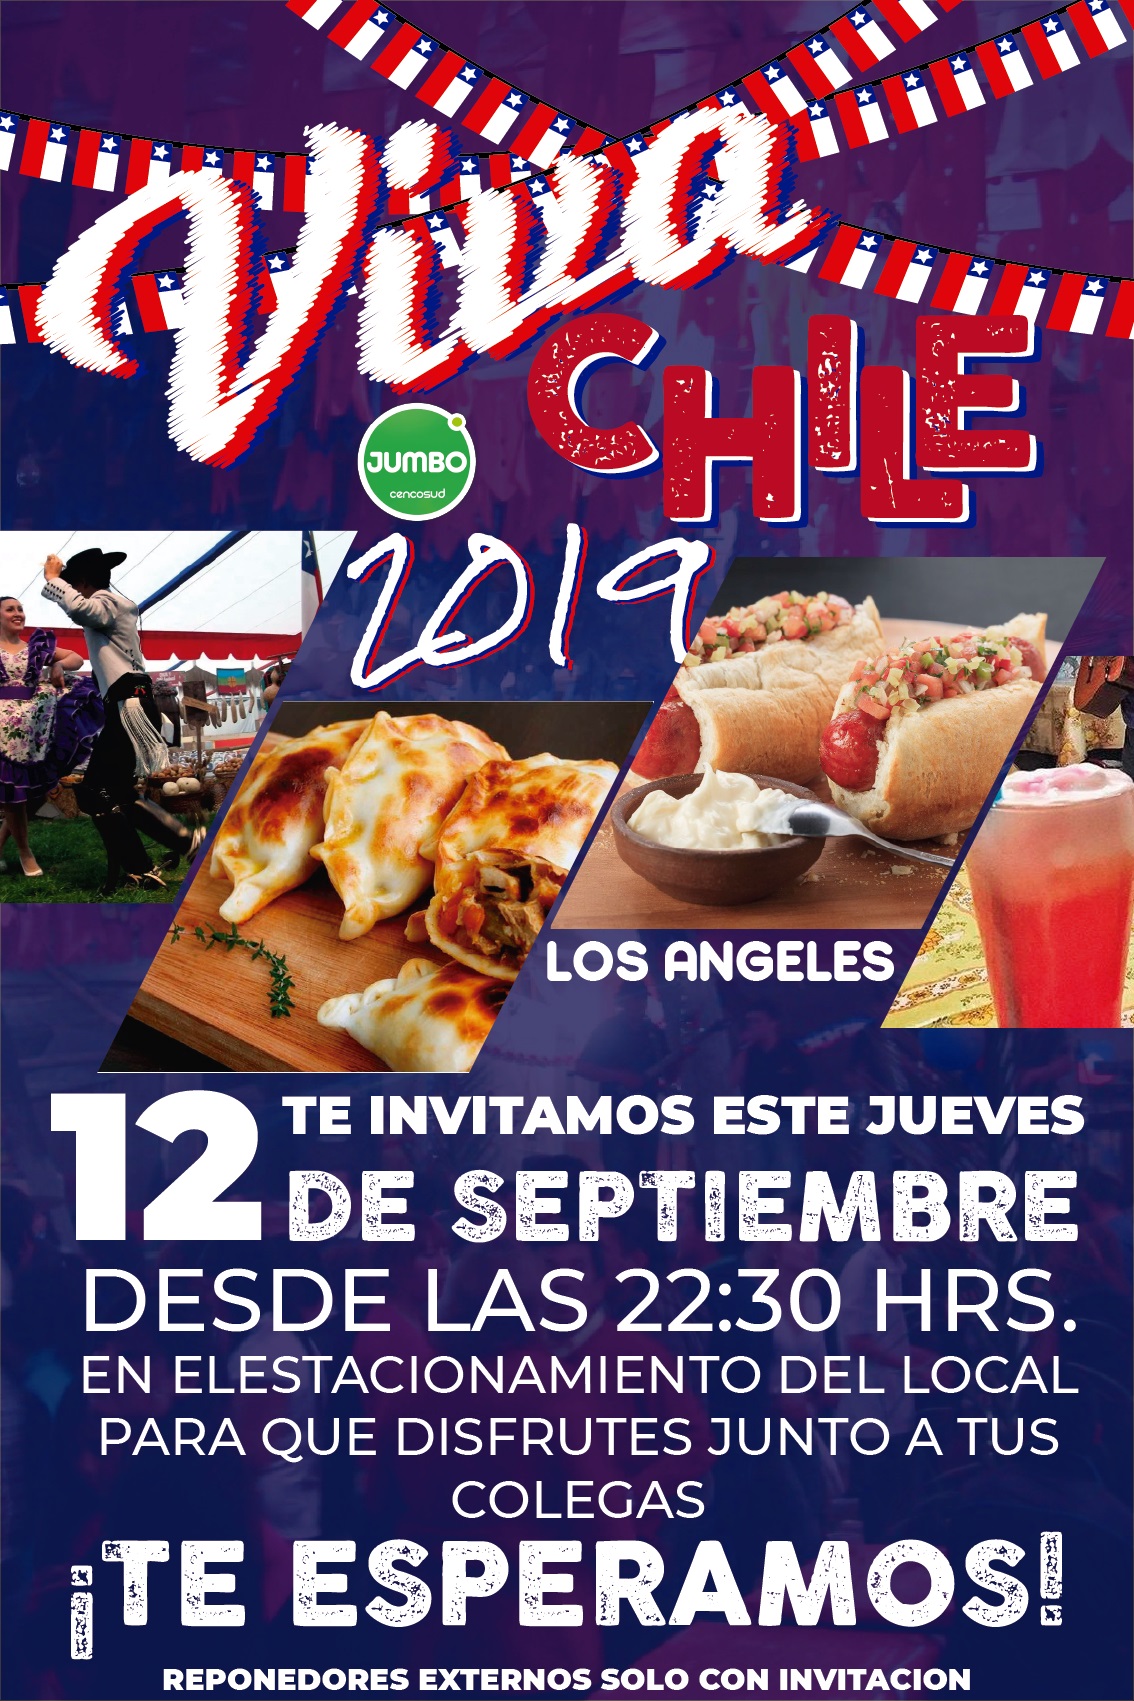 Viva
CHILE
JUMBO
cencosud
2019
LOS ANGELES
12 TE INVITAMOS ESTE JUEVES
DE SEPTIEMBRE
DESDE LAS 22:30 HRS.
EN ELESTACIONAMIENTO DEL LOCAL
PARA QUE DISFRUTES JUNTO A TUS
COLEGAS
¡TE ESPERAMOS!
REPONEDORES EXTERNOS SOLO CON INVITACION